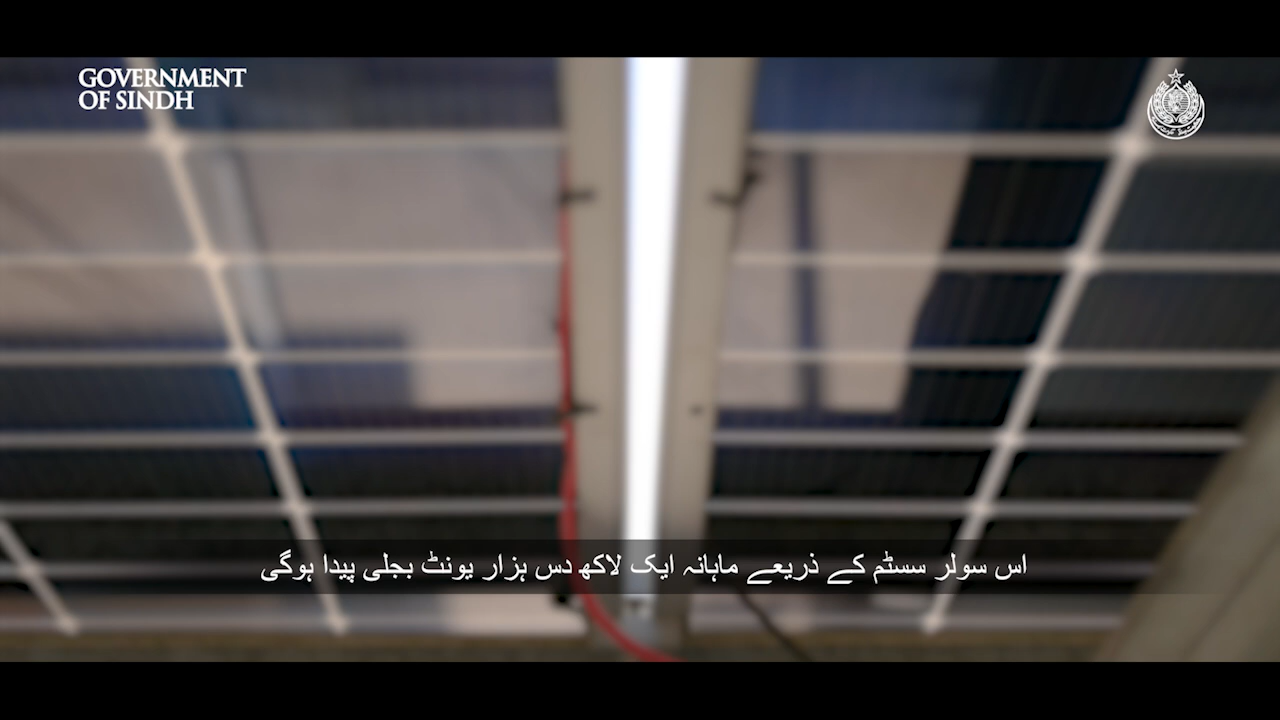 GOVERNMENT
OF SINDH
اس سولر سسٹم کے ذریعے ماہانہ ایک لاکھ دس ہزار یونٹ بجلی پیدا ہوگی